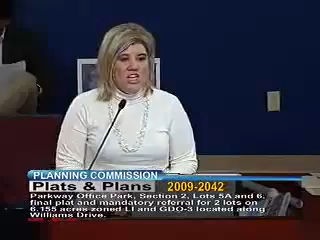 PLANNING COMMISSION
Plats & Plans 2009-2042
Parkway Office Park, Section 2, Lots 5A and 6,
final plat and mandatory referral for 2 lots on
6.155 acres zoned LI and GDO-3 located along
Williams Drive.